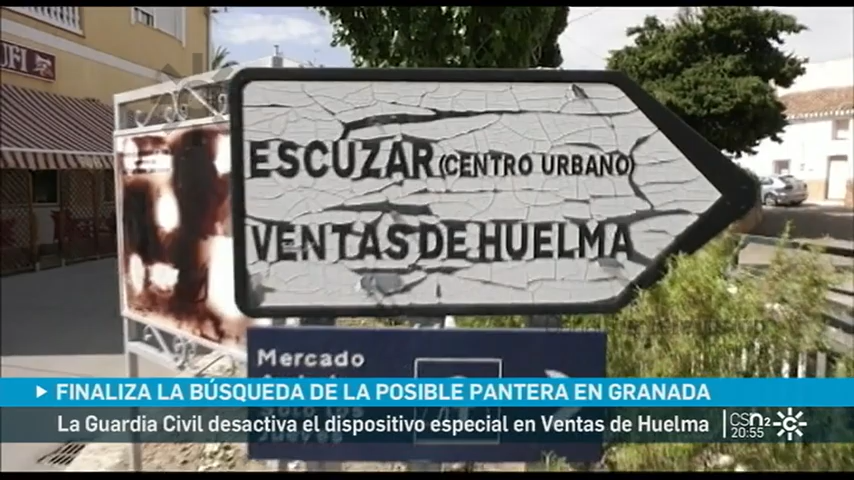 UFI
ESCUZAR (CENTRO URBANO)
VENTAS DE HUELMA
Mercado
FINALIZA LA BÚSQUEDA DE LA POSIBLE PANTERA EN GRANADA
La Guardia Civil desactiva el dispositivo especial en Ventas de Huelma
CSn2
20:55